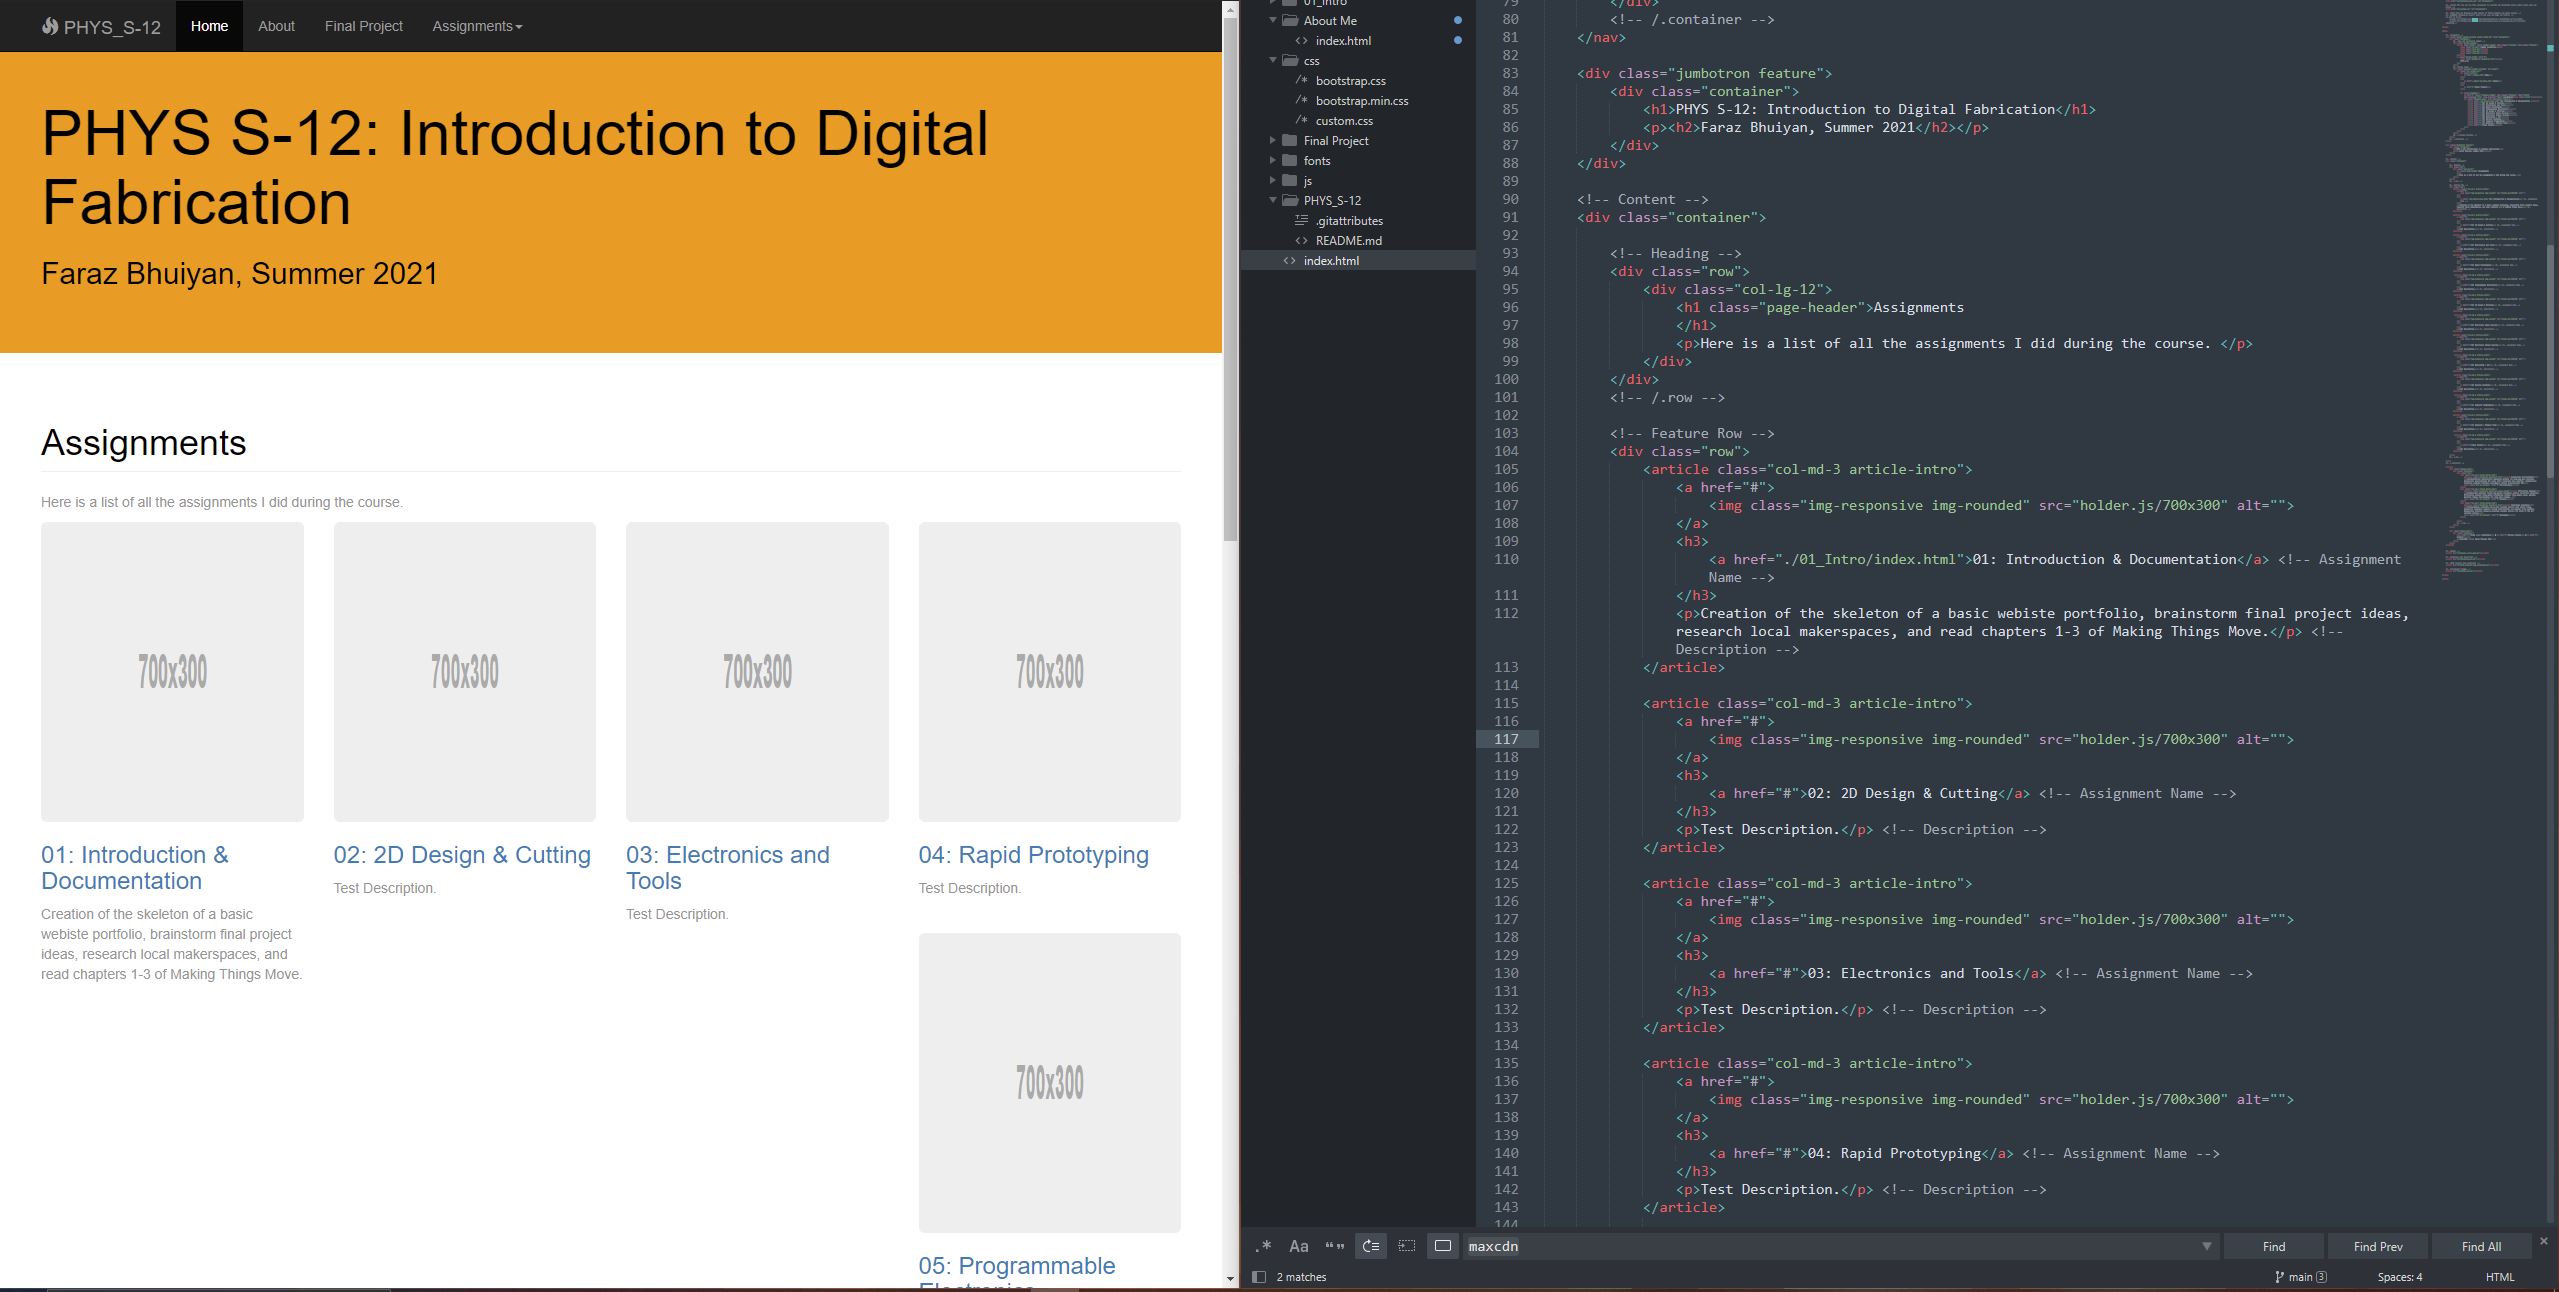 PHYS_S-12 Home About Final Project Assignments
PHYS S-12: Introduction to Digital
Fabrication
Faraz Bhuiyan, Summer 2021
Assignments
Here is a list of all the assignments I did during the course.
700x300 700x300 700x300 700x300
01: Introduction &
Documentation
Creation of the skeleton of a basic
webiste portfolio, brainstorm final project
ideas, research local makerspaces, and
read chapters 1-3 of Making Things Move.
02: 2D Design & Cutting
Test Description.
03: Electronics and
Tools
Test Description.
04: Rapid Prototyping
Test Description.
700x300
05: Programmable
Electronics
01_Intro
About Me
<> index.html
css
/* bootstrap.css
/* bootstrap.min.css
/* custom.css
Final Project
fonts
js
PHYS_S-12
.gitattributes
<> README.md
<> index.html
79 </div>
80 <!-- /.container -->
81 </nav>
82
83 <div class="jumbotron feature">
84 <div class="container">
85 <h1>PHYS S-12: Introduction to Digital Fabrication</h1>
86 <p><h2>Faraz Bhuiyan, Summer 2021</h2></p>
87 </div>
88 </div>
89
90 <!-- Content -->
91 <div class="container">
92
93 <!-- Heading -->
94 <div class="row">
95 <div class="col-lg-12">
96 <h1 class="page-header">Assignments
97 </h1>
98 <p>Here is a list of all the assignments I did during the course. </p>
99 </div>
100 </div>
101 <!-- /.row -->
102
103 <!-- Feature Row -->
104 <div class="row">
105 <article class="col-md-3 article-intro">
106 <a href="#">
107 <img class="img-responsive img-rounded" src="holder.js/700x300" alt="">
108 </a>
109 <h3>
110 <a href="./01_Intro/index.html">01: Introduction & Documentation</a> <!-- Assignment
Name -->
111 </h3>
112 <p>Creation of the skeleton of a basic webiste portfolio, brainstorm final project ideas,
research local makerspaces, and read chapters 1-3 of Making Things Move.</p> <!--
Description -->
113 </article>
114
115 <article class="col-md-3 article-intro">
116 <a href="#">
117 <img class="img-responsive img-rounded" src="holder.js/700x300" alt="">
118 </a>
119 <h3>
120 <a href="#">02: 2D Design & Cutting</a> <!-- Assignment Name -->
121 </h3>
122 <p>Test Description.</p> <!-- Description -->
123 </article>
124
125 <article class="col-md-3 article-intro">
126 <a href="#">
127 <img class="img-responsive img-rounded" src="holder.js/700x300" alt="">
128 </a>
129 <h3>
130 <a href="#">03: Electronics and Tools</a> <!-- Assignment Name -->
131 </h3>
132 <p>Test Description.</p> <!-- Description -->
133 </article>
134
135 <article class="col-md-3 article-intro">
136 <a href="#">
137 <img class="img-responsive img-rounded" src="holder.js/700x300" alt="">
138 </a>
139 <h3>
140 <a href="#">04: Rapid Prototyping</a> <!-- Assignment Name -->
141 </h3>
142 <p>Test Description.</p> <!-- Description -->
143 </article>
144
.* Aa “” maxcdn Find Find Prev Find All
2 matches main 3 Spaces: 4 HTML